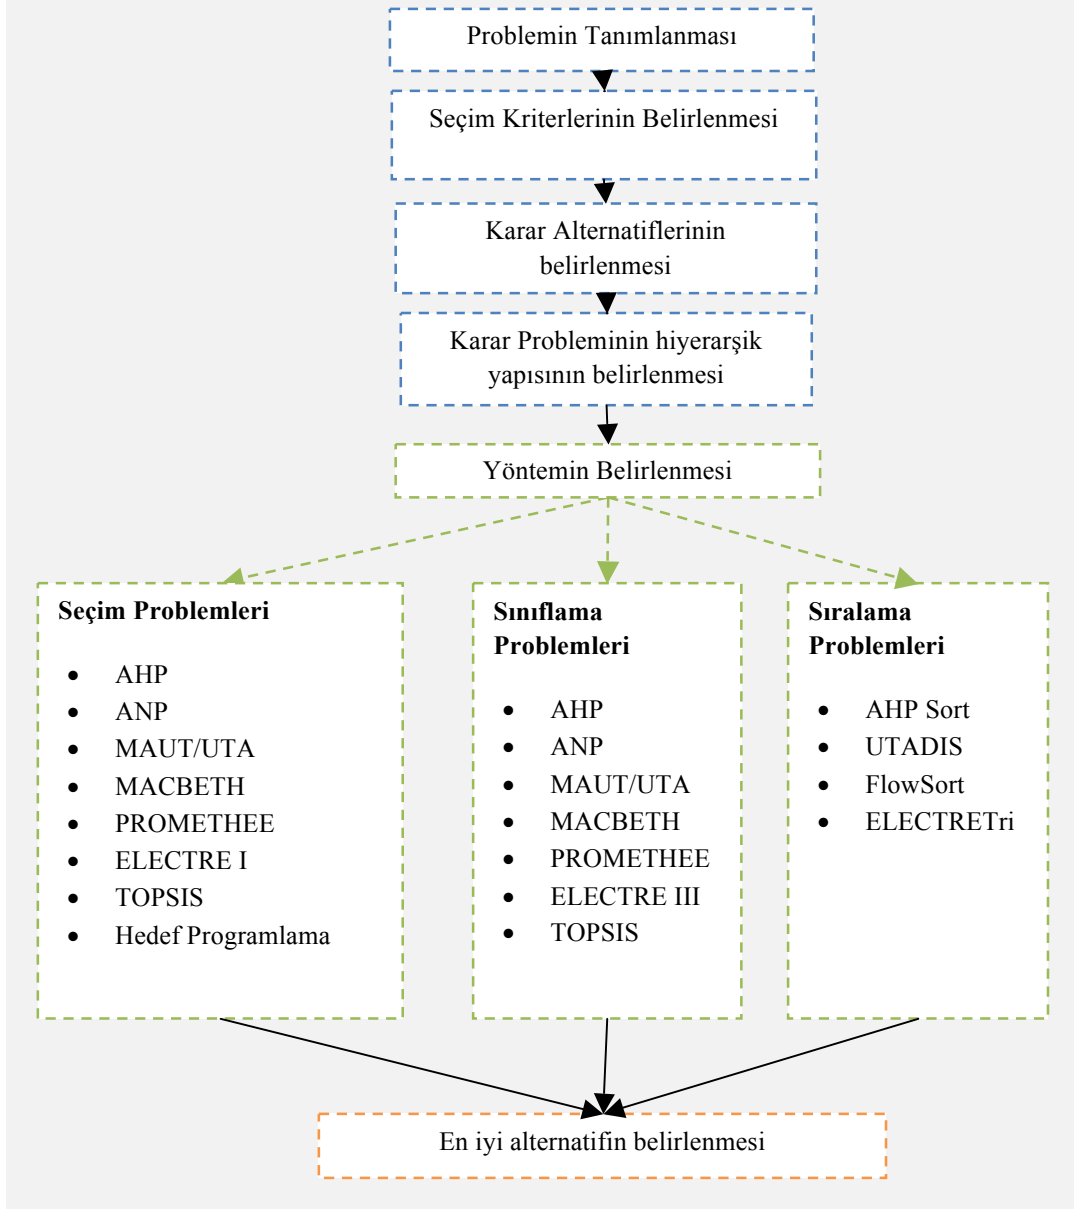 Problemin Tanımlanması
Seçim Kriterlerinin Belirlenmesi
Karar Alternatiflerinin
belirlenmesi
Karar Probleminin hiyerarşik
yapısının belirlenmesi
Yöntemin Belirlenmesi
Seçim Problemleri
• AHP
• ANP
• MAUT/UTA
• MACBETH
• PROMETHEE
• ELECTRE I
• TOPSIS
• Hedef Programlama
Sınıflama
Problemleri
• AHP
• ANP
• MAUT/UTA
• MACBETH
• PROMETHEE
• ELECTRE III
• TOPSIS
Sıralama
Problemleri
• AHP Sort
• UTADIS
• FlowSort
• ELECTRETri
En iyi alternatifin belirlenmesi